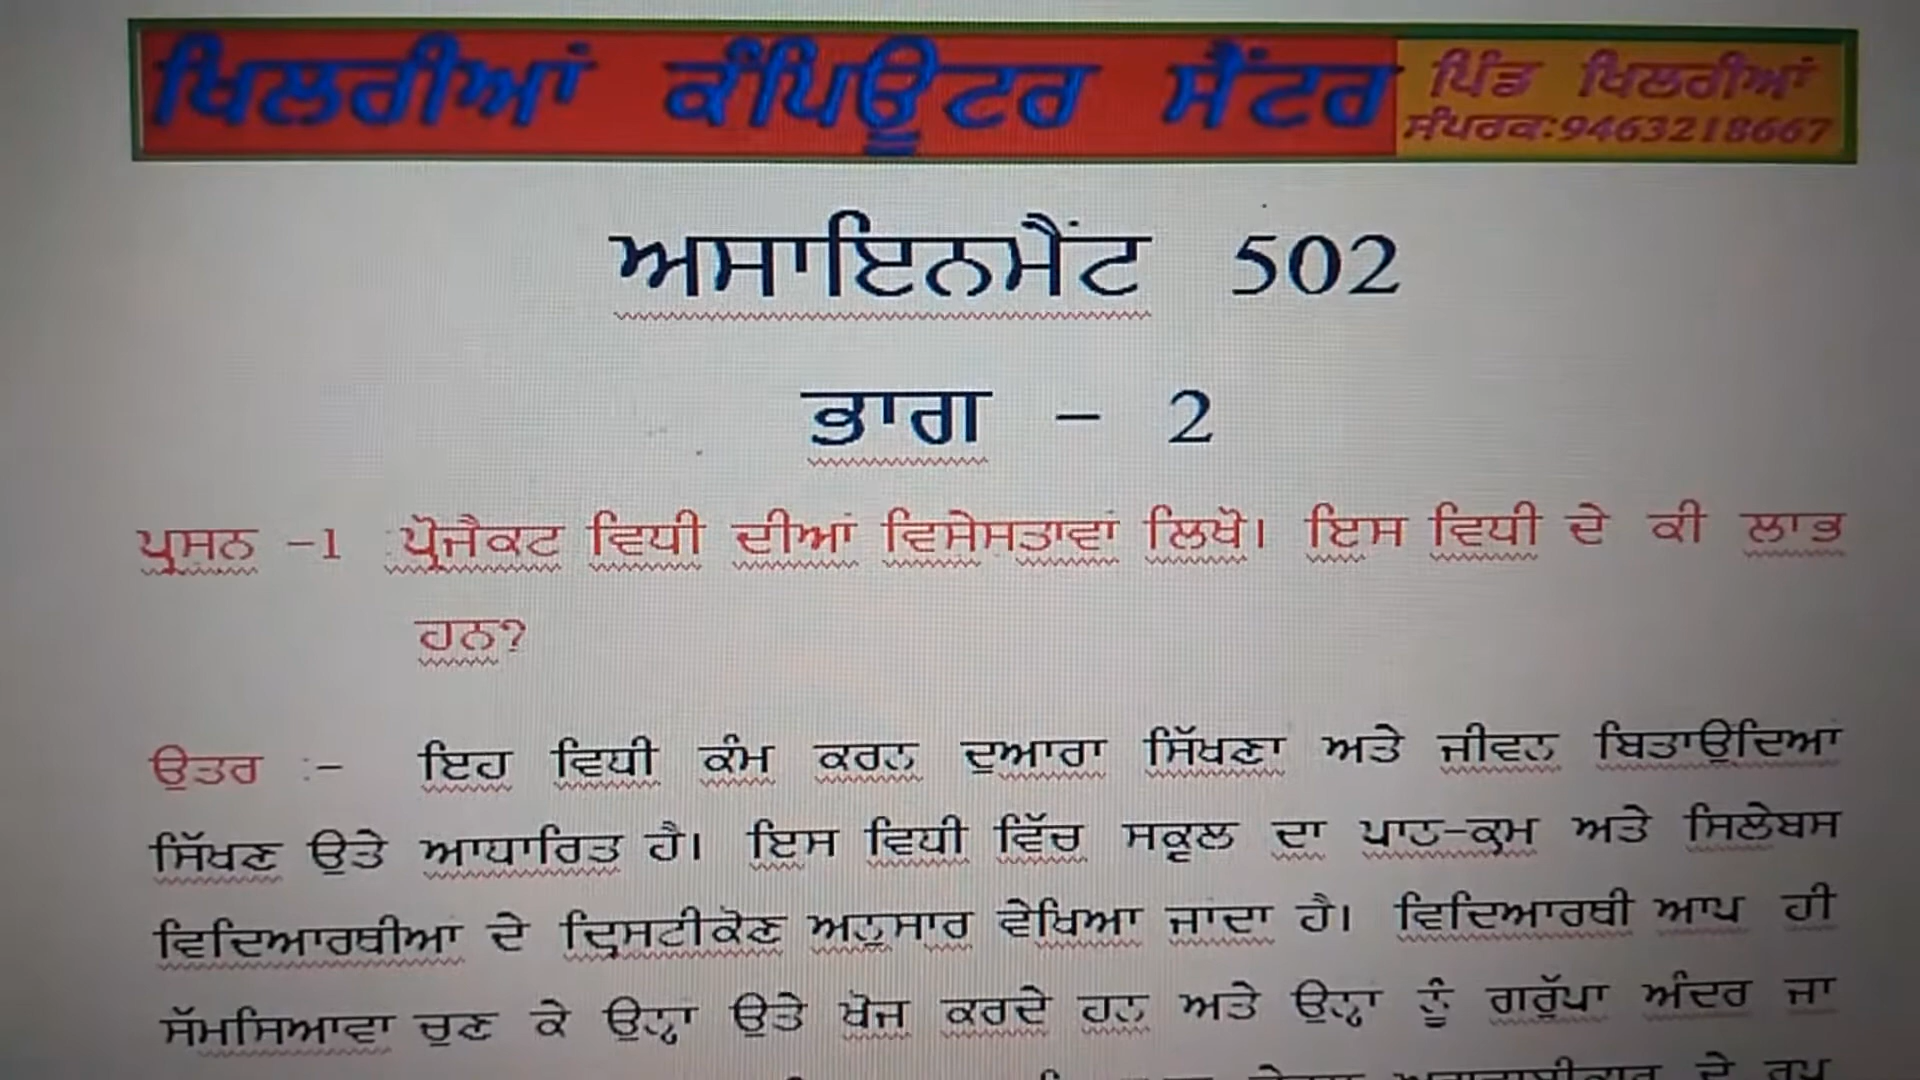 ਖਿਲਰੀਆਂ ਕੰਪਿਊਟਰ ਸੈਂਟਰ
ਪਿੰਡ ਖਿਲਰੀਆਂ
ਸੰਪਰਕ:9463218667
ਅਸਾਇਨਮੈਂਟ 502
ਭਾਗ - 2
ਪ੍ਰਸ਼ਨ -1 ਪ੍ਰੋਜੈਕਟ ਵਿਧੀ ਦੀਆਂ ਵਿਸੇਸਤਾਵਾਂ ਲਿਖੋ। ਇਸ ਵਿਧੀ ਦੇ ਕੀ ਲਾਭ
ਹਨ?
ਉਤਰ :- ਇਹ ਵਿਧੀ ਕੰਮ ਕਰਨ ਦੁਆਰਾ ਸਿੱਖਣਾ ਅਤੇ ਜੀਵਨ ਬਿਤਾਉਂਦਿਆਂ
ਸਿੱਖਣ ਉਤੇ ਆਧਾਰਿਤ ਹੈ। ਇਸ ਵਿਧੀ ਵਿੱਚ ਸਕੂਲ ਦਾ ਪਾਠ-ਕ੍ਰਮ ਅਤੇ ਸਿਲੇਬਸ
ਵਿਦਿਆਰਥੀਆਂ ਦੇ ਦ੍ਰਿਸਟੀਕੋਣ ਅਨੁਸਾਰ ਵੇਖਿਆ ਜਾਂਦਾ ਹੈ। ਵਿਦਿਆਰਥੀ ਆਪ ਹੀ
ਸੱਮਸਿਆਵਾਂ ਚੁਣ ਕੇ ਉਨ੍ਹਾਂ ਉਤੇ ਖੋਜ ਕਰਦੇ ਹਨ ਅਤੇ ਉਨ੍ਹਾਂ ਨੂੰ ਗਰੁੱਪਾਂ ਅੰਦਰ ਜਾਂ
ਦੇ ਰੂਪ